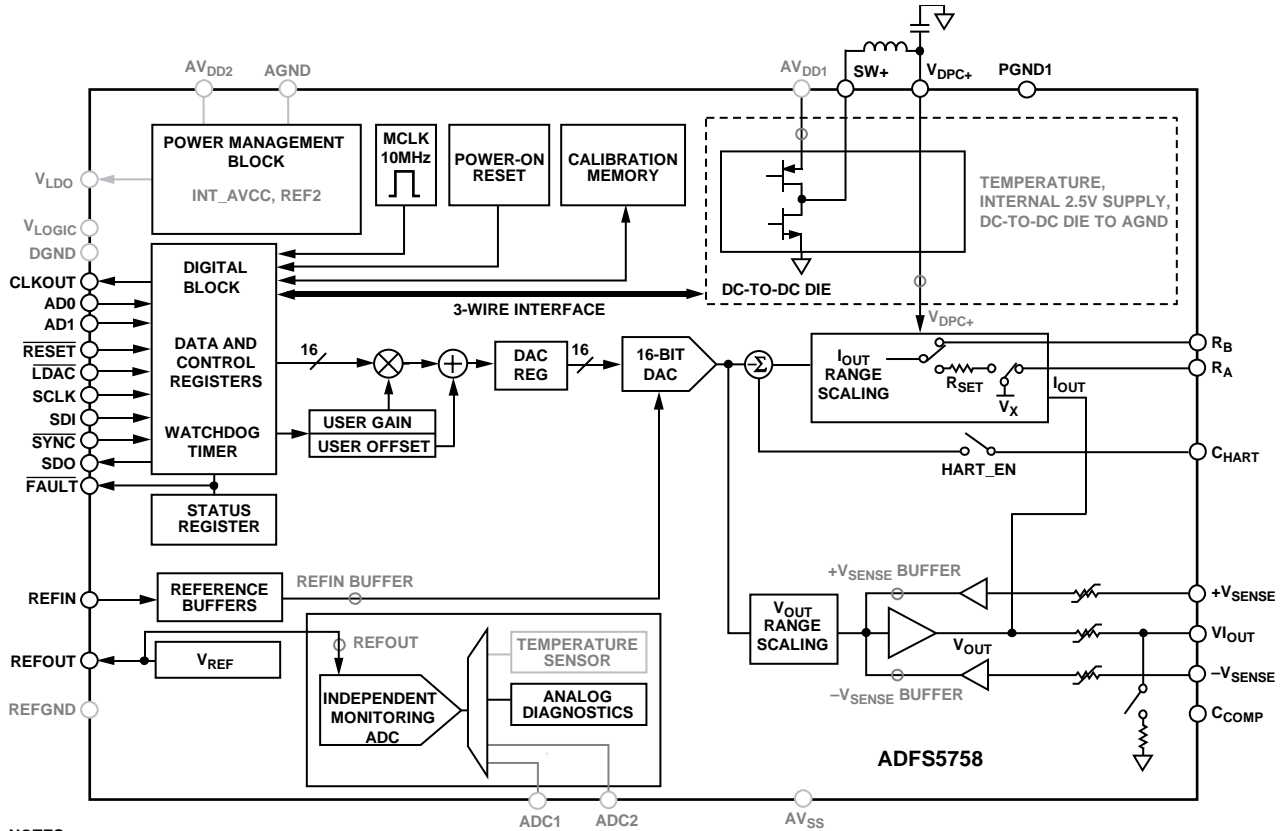 AVDD2
AGND
AVDD1
SW+
VDPC+
PGND1
POWER MANAGEMENT
BLOCK
INT_AVCC, REF2
MCLK
10MHz
POWER-ON
RESET
CALIBRATION
MEMORY
TEMPERATURE,
INTERNAL 2.5V SUPPLY,
DC-TO-DC DIE TO AGND
DC-TO-DC DIE
VLDO
VLOGIC
DGND
CLKOUT
AD0
AD1
RESET
LDAC
SCLK
SDI
SYNC
SDO
FAULT
DIGITAL
BLOCK
DATA AND
CONTROL
REGISTERS
WATCHDOG
TIMER
3-WIRE INTERFACE
16
USER GAIN
USER OFFSET
DAC
REG
16
16-BIT
DAC
–Σ
VDPC+
IOUT
RANGE
SCALING
RSET
VX
IOUT
RB
RA
HART_EN
CHART
STATUS
REGISTER
REFIN
REFERENCE
BUFFERS
REFIN BUFFER
REFOUT
VREF
REFGND
REFOUT
INDEPENDENT
MONITORING
ADC
TEMPERATURE
SENSOR
ANALOG
DIAGNOSTICS
VOUT
RANGE
SCALING
+VSENSE BUFFER
VOUT
–VSENSE BUFFER
+VSENSE
VIOUT
–VSENSE
CCOMP
ADFS5758
ADC1
ADC2
AVSS